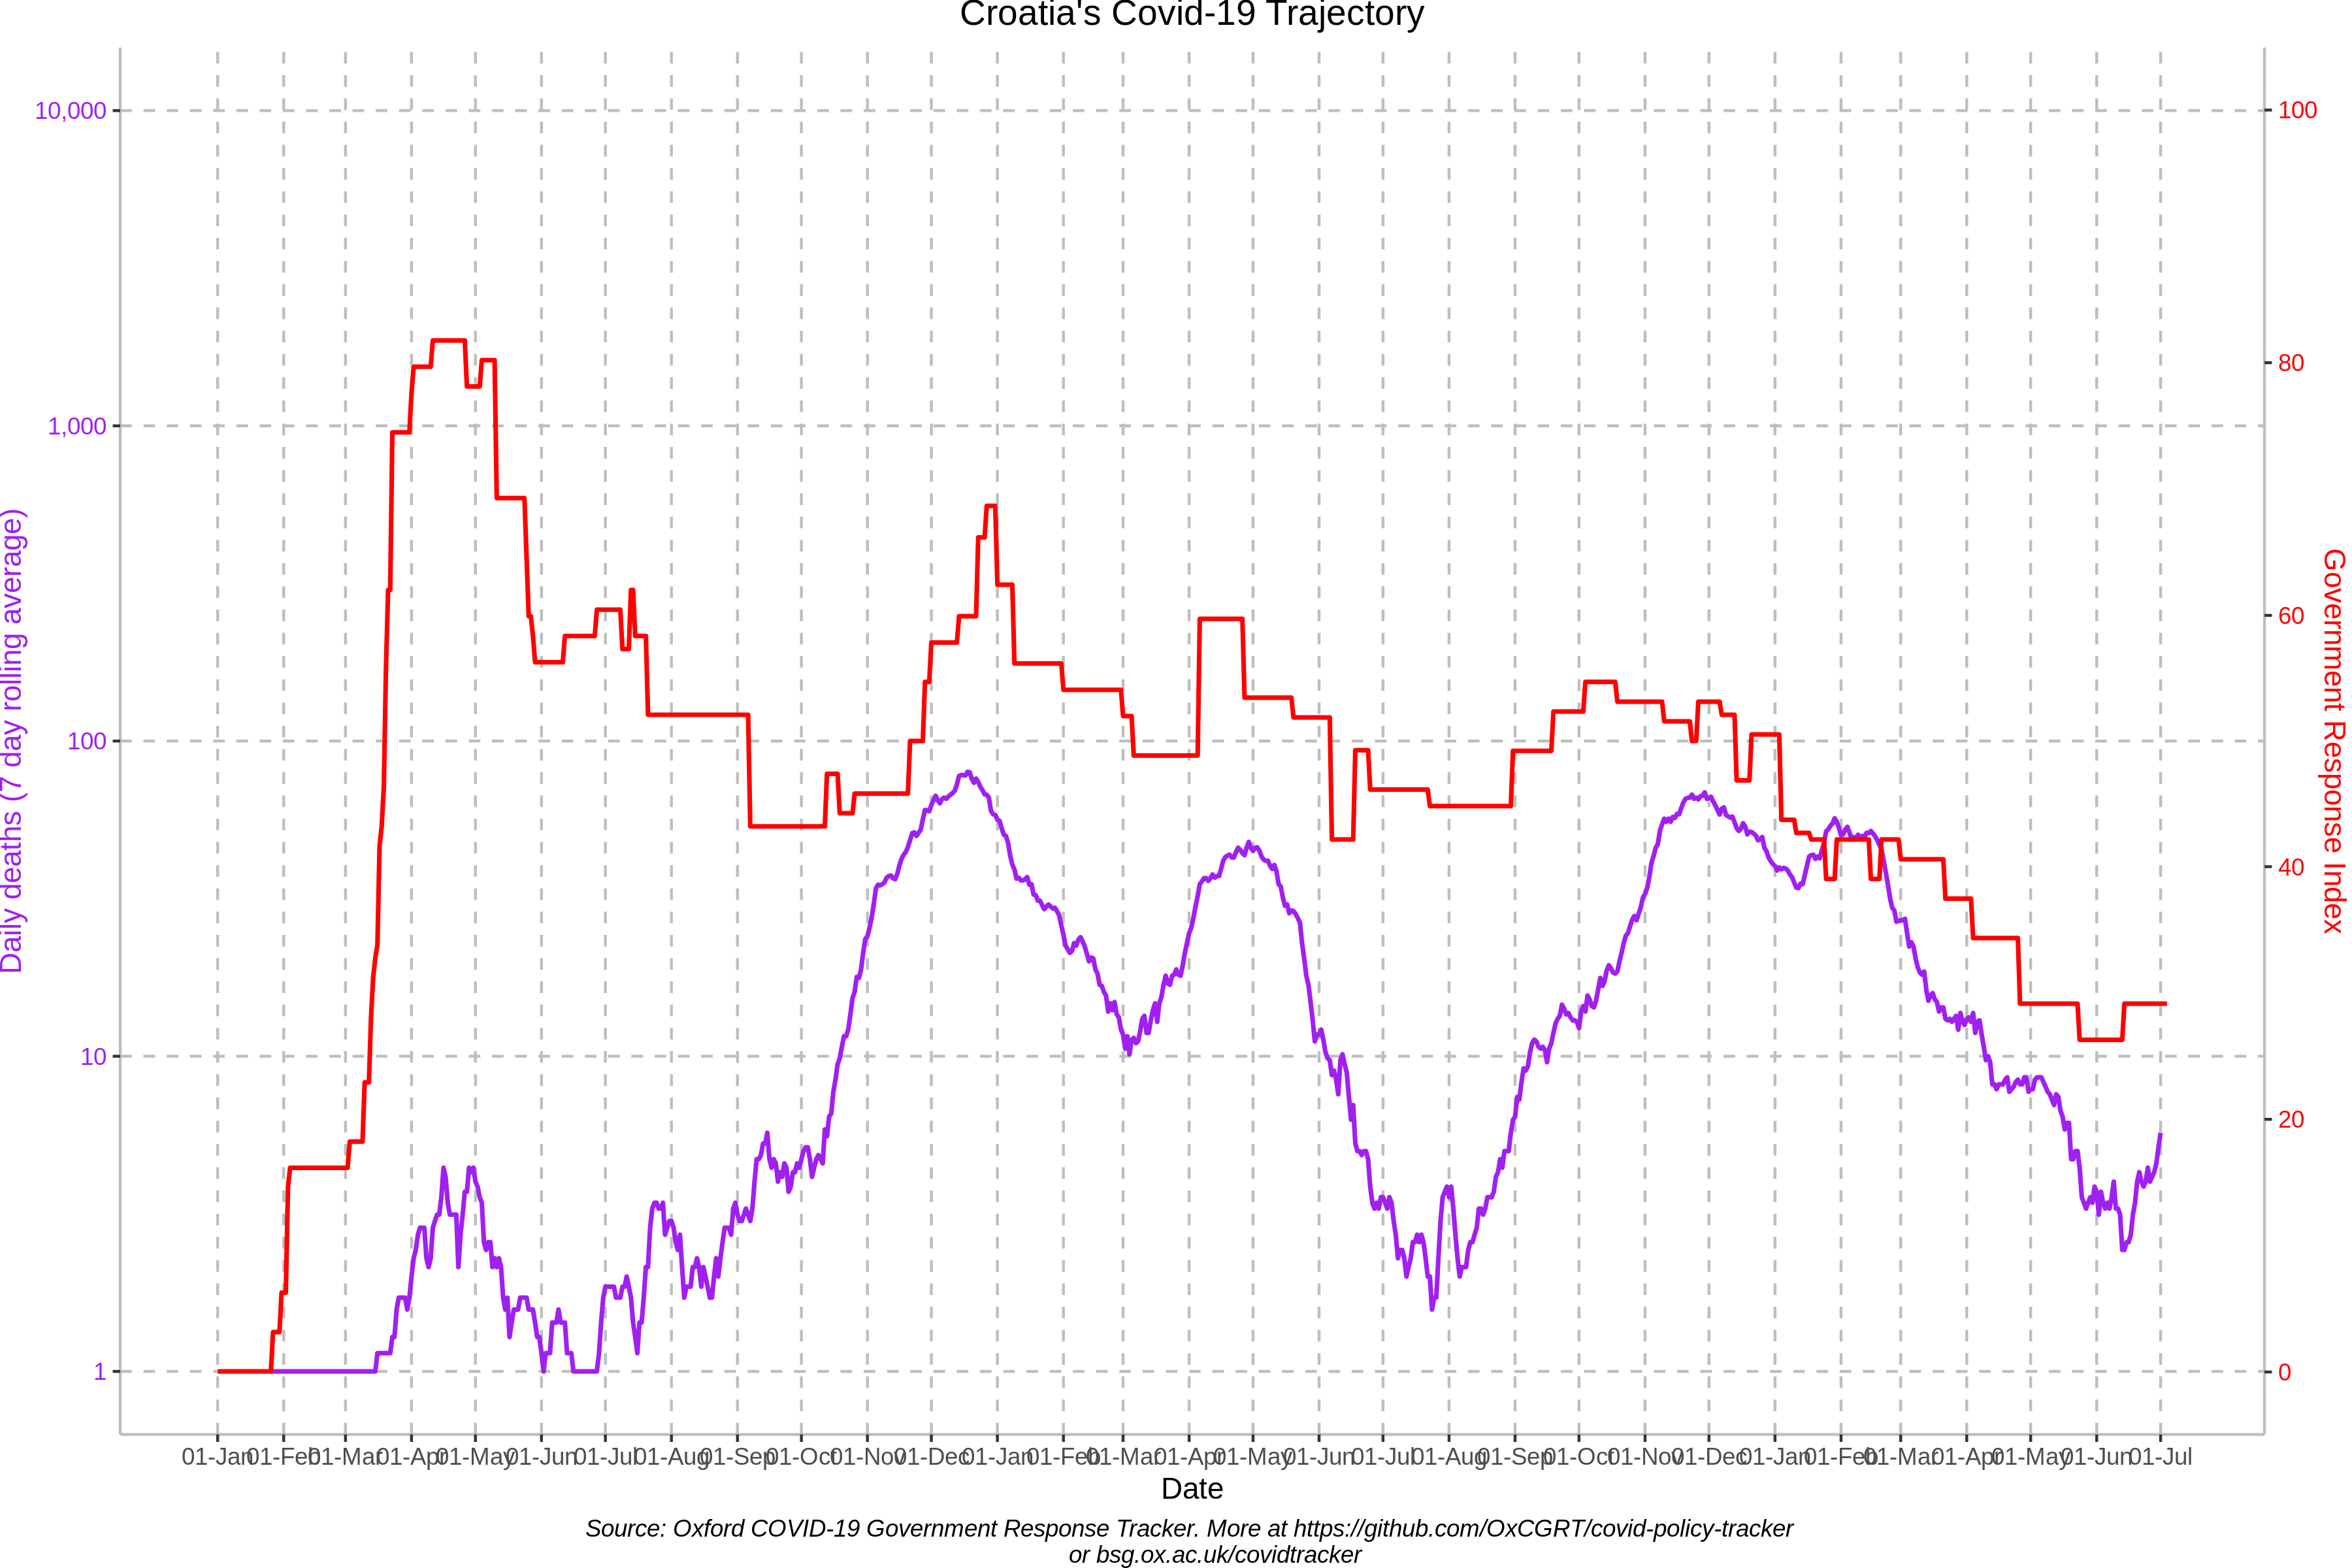 Croatia's Covid-19 Trajectory
10,000
1,000
100
10
1
Daily deaths (7 day rolling average)
100
80
60
40
20
0
Government Response Index
01-Jan 01-Feb 01-Mar 01-Apr 01-May 01-Jun 01-Jul 01-Aug 01-Sep 01-Oct 01-Nov 01-Dec 01-Jan 01-Feb 01-Mar 01-Apr 01-May 01-Jun 01-Jul 01-Aug 01-Sep 01-Oct 01-Nov 01-Dec 01-Jan 01-Feb 01-Mar 01-Apr 01-May 01-Jun 01-Jul
Date
Source: Oxford COVID-19 Government Response Tracker. More at https://github.com/OxCGRT/covid-policy-tracker
or bsg.ox.ac.uk/covidtracker